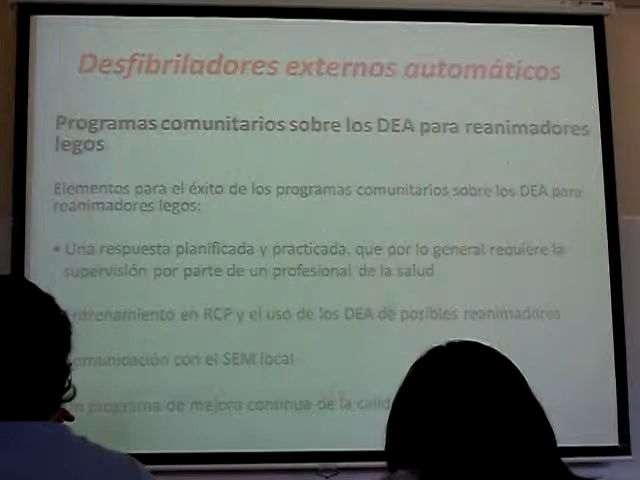 Desfibriladores externos automáticos
Programas comunitarios sobre los DEA para reanimadores
legos
Elementos para el éxito de los programas comunitarios sobre los DEA para
reanimadores legos:
• Una respuesta planificada y practicada, que por lo general requiere la
supervisión por parte de un profesional de la salud
ntrenamiento en RCP y el uso de los DEA de posibles reanimadores
omunicación con el SEM local
n programa de mejora continua de la calid